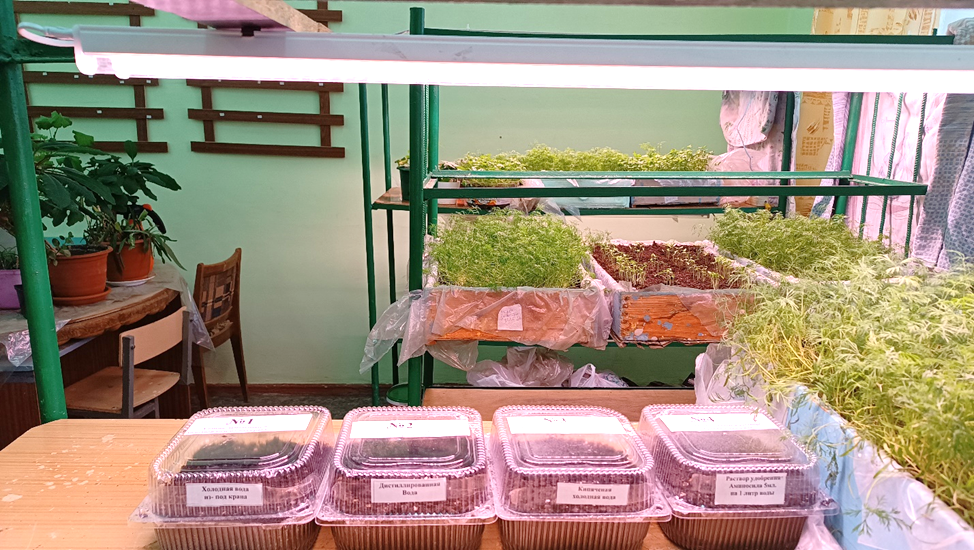 №1
№2
№3
№4
Холодная вода
из- под крана
Дистиллированная
Вода
Кипяченая
холодная вода
Раствор удобрения
Аминосила 5мл.
на 1 литр воды